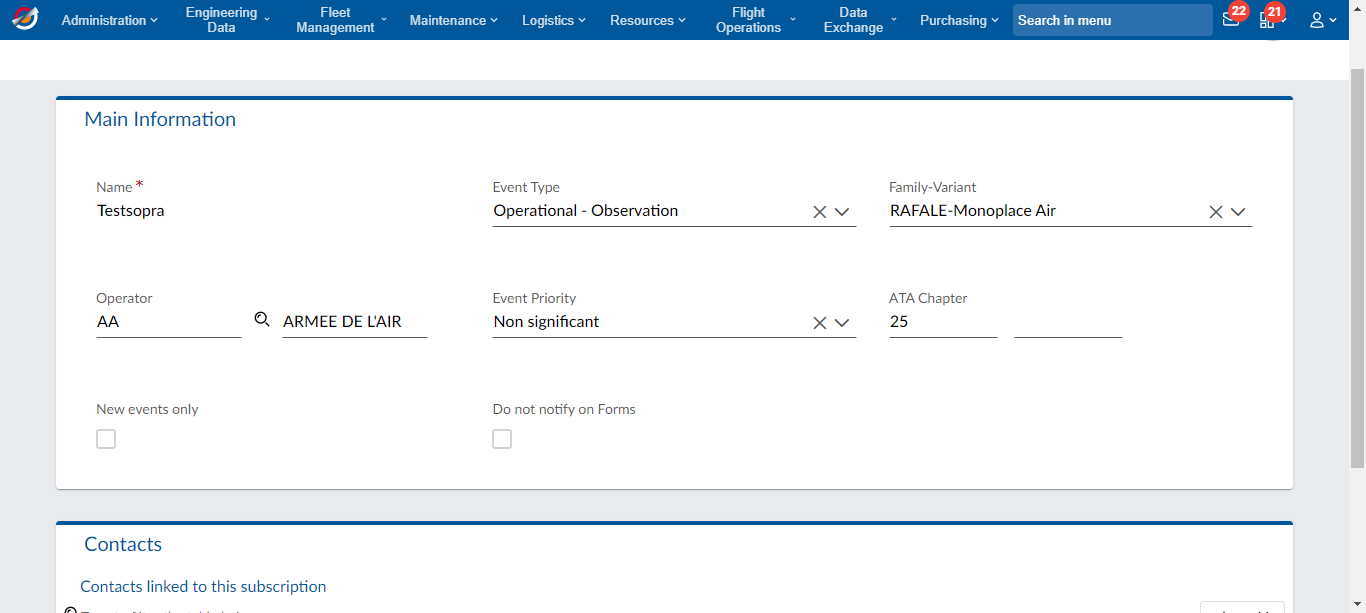 Administration
Engineering
Data
Fleet
Management
Maintenance
Logistics
Resources
Flight
Operations
Data
Exchange
Purchasing
Search in menu
22
21
Main Information
Name *
Testsopra
Event Type
Operational - Observation
Family-Variant
RAFALE-Monoplace Air
Operator
AA
ARMEE DE L'AIR
Event Priority
Non significant
ATA Chapter
25
New events only
Do not notify on Forms
Contacts
Contacts linked to this subscription